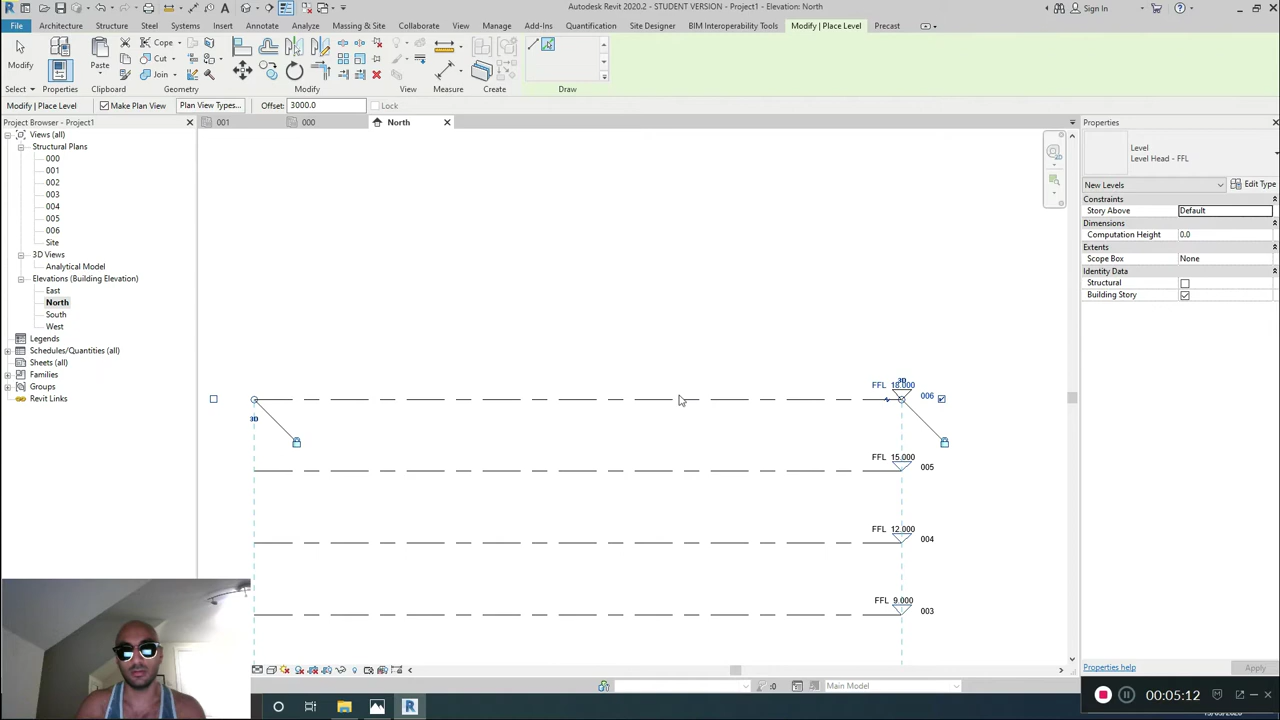 Autodesk Revit 2020.2 - STUDENT VERSION - Project1 - Elevation: North
Sign In
File Architecture Structure Steel Systems Insert Annotate Analyze Massing & Site Collaborate View Manage Add-Ins Quantification Site Designer BIM Interoperability Tools Modify | Place Level Precast
Modify Paste Cope Cut Join
Select Properties Clipboard Geometry Modify View Measure Create Draw
Modify | Place Level Make Plan View Plan View Types... Offset: 3000.0 Lock
Project Browser - Project1
001 000 North
Properties
Views (all)
Structural Plans
000
001
002
003
004
005
006
Site
3D Views
Analytical Model
Elevations (Building Elevation)
East
North
South
West
Legends
Schedules/Quantities (all)
Sheets (all)
Families
Groups
Revit Links
3D
FFL 18.000
006
3D
FFL 15.000
005
FFL 12.000
004
FFL 9.000
003
Level
Level Head - FFL
New Levels Edit Type
Constraints
Story Above Default
Dimensions
Computation Height 0.0
Extents
Scope Box None
Identity Data
Structural
Building Story
Properties help Apply
:0 Main Model
00:05:12